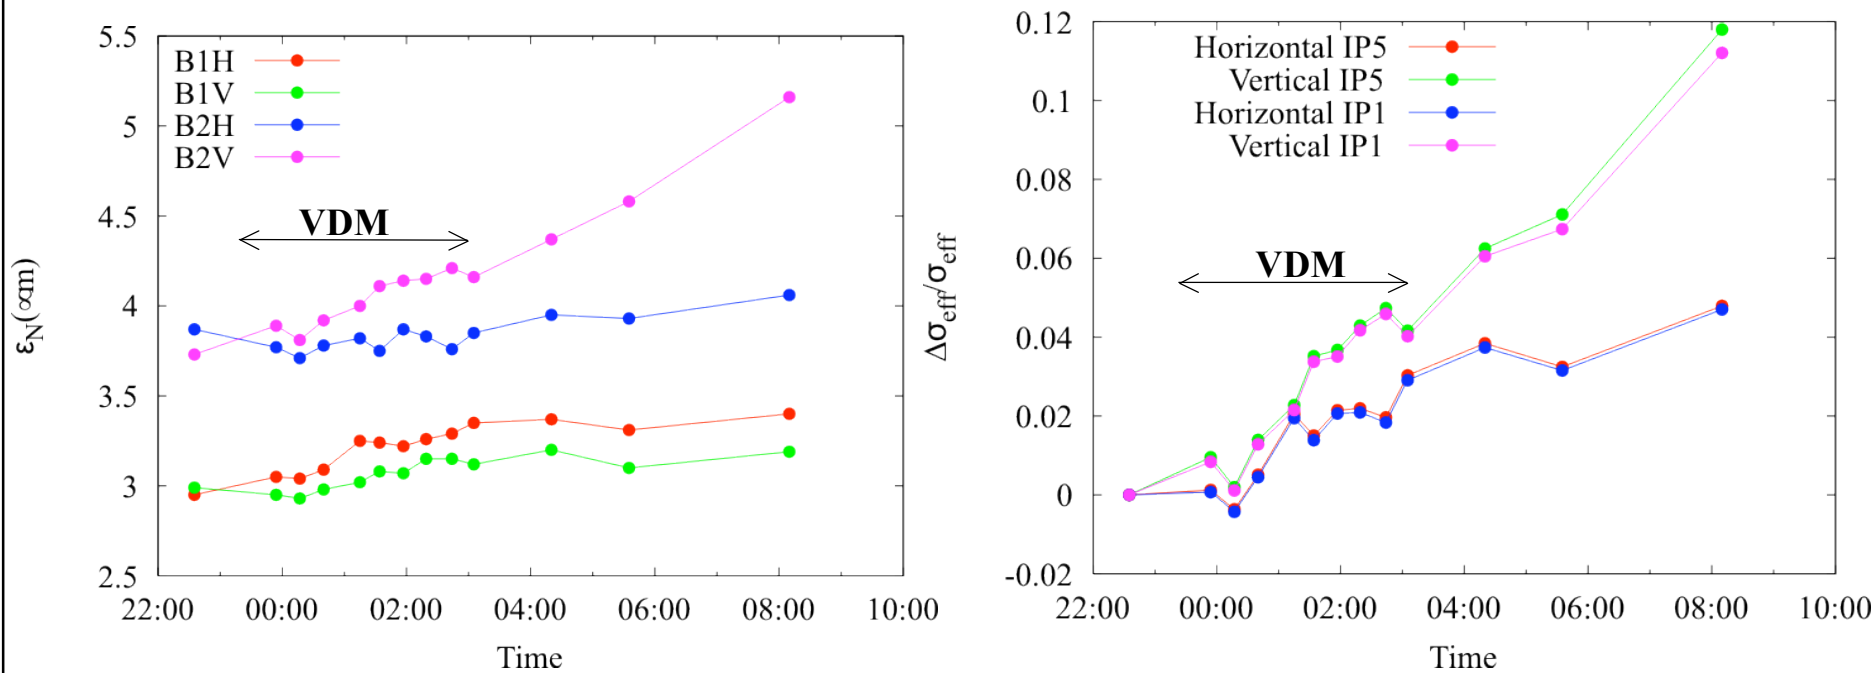 5.5
5
4.5
4
3.5
3
2.5
εN(∝m)
B1H
B1V
B2H
B2V
VDM
22:00 00:00 02:00 04:00 06:00 08:00 10:00
Time
0.12
0.1
0.08
0.06
0.04
0.02
0
-0.02
Δσeff/σeff
Horizontal IP5
Vertical IP5
Horizontal IP1
Vertical IP1
VDM
22:00 00:00 02:00 04:00 06:00 08:00 10:00
Time